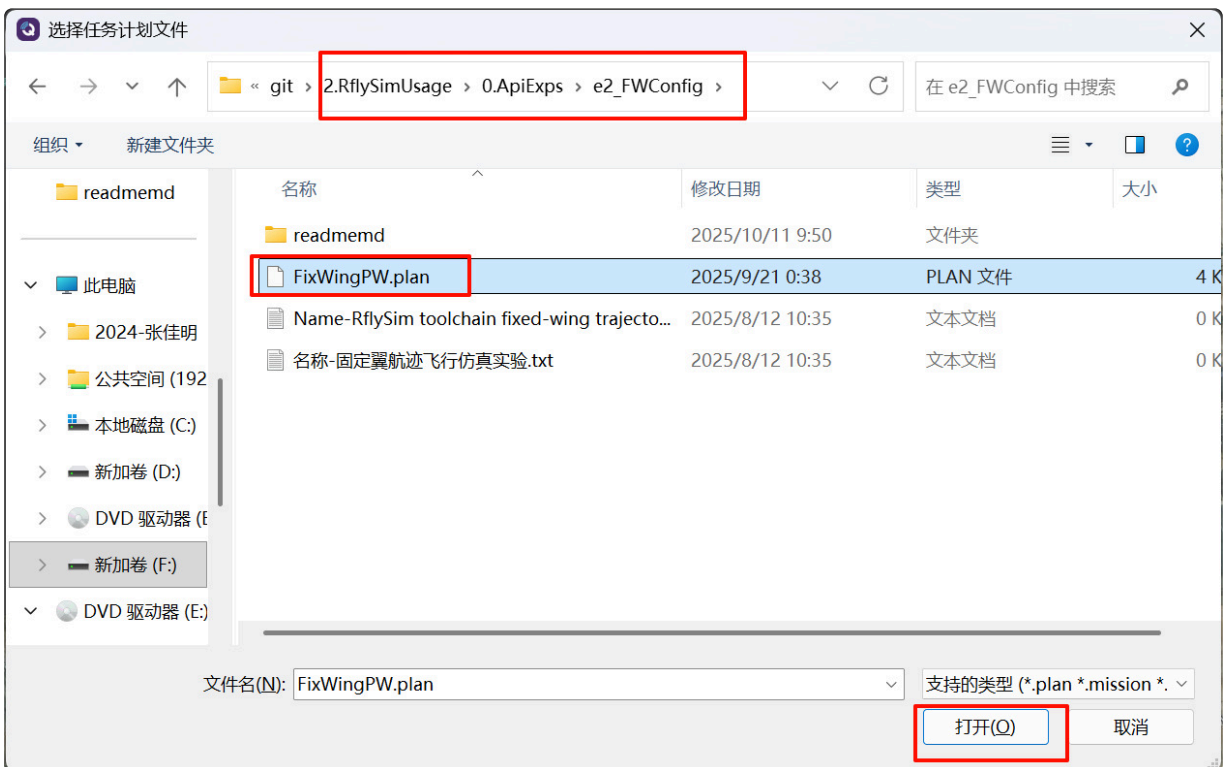 选择任务计划文件
« git › 2.RflySimUsage › 0.ApiExps › e2_FWConfig ›
在 e2_FWConfig 中搜索
组织
新建文件夹
readmemd
此电脑
2024-张佳明
公共空间 (192
本地磁盘 (C:)
新加卷 (D:)
DVD 驱动器 (E
新加卷 (F:)
DVD 驱动器 (E:)
名称 修改日期 类型 大小
readmemd 2025/10/11 9:50 文件夹
FixWingPW.plan 2025/9/21 0:38 PLAN 文件 4 K
Name-RflySim toolchain fixed-wing trajecto... 2025/8/12 10:35 文本文档 0 K
名称-固定翼航迹飞行仿真实验.txt 2025/8/12 10:35 文本文档 0 K
文件名(N): FixWingPW.plan 支持的类型 (*.plan *.mission *.
打开(O) 取消